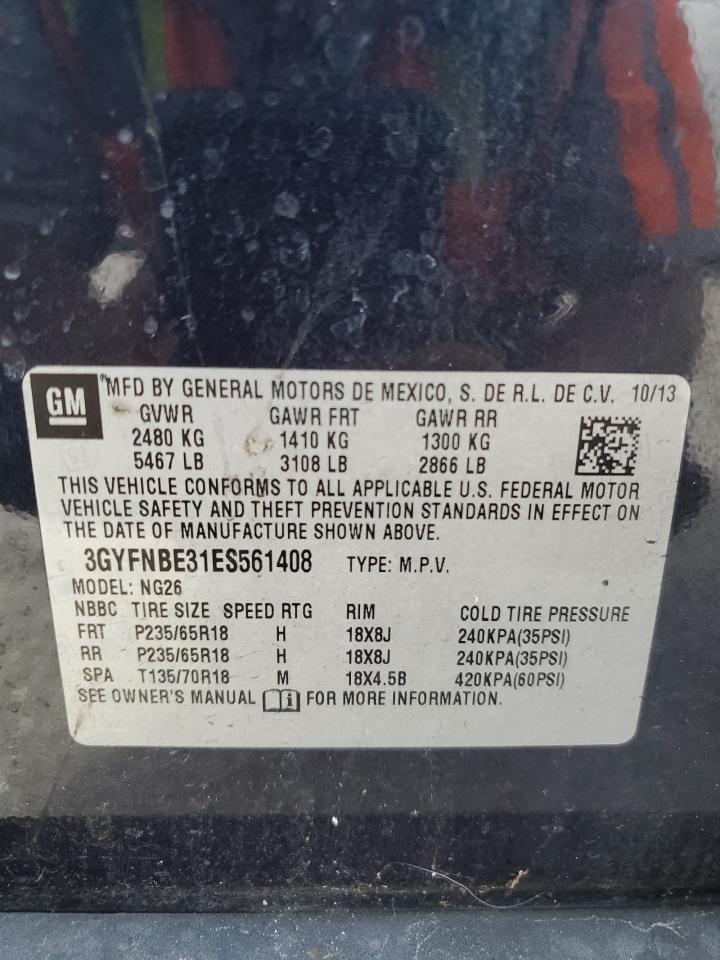 GM MFD BY GENERAL MOTORS DE MEXICO, S. DE R.L. DE C.V. 10/13
GVWR GAWR FRT GAWR RR
2480 KG 1410 KG 1300 KG
5467 LB 3108 LB 2866 LB
THIS VEHICLE CONFORMS TO ALL APPLICABLE U.S. FEDERAL MOTOR
VEHICLE SAFETY AND THEFT PREVENTION STANDARDS IN EFFECT ON
THE DATE OF MANUFACTURE SHOWN ABOVE.
3GYFNBE31ES561408 TYPE: M.P.V.
MODEL: NG26
NBBC TIRE SIZE SPEED RTG RIM COLD TIRE PRESSURE
FRT P235/65R18 H 18X8J 240KPA(35PSI)
RR P235/65R18 H 18X8J 240KPA(35PSI)
SPA T135/70R18 M 18X4.5B 420KPA(60PSI)
SEE OWNER'S MANUAL i FOR MORE INFORMATION.